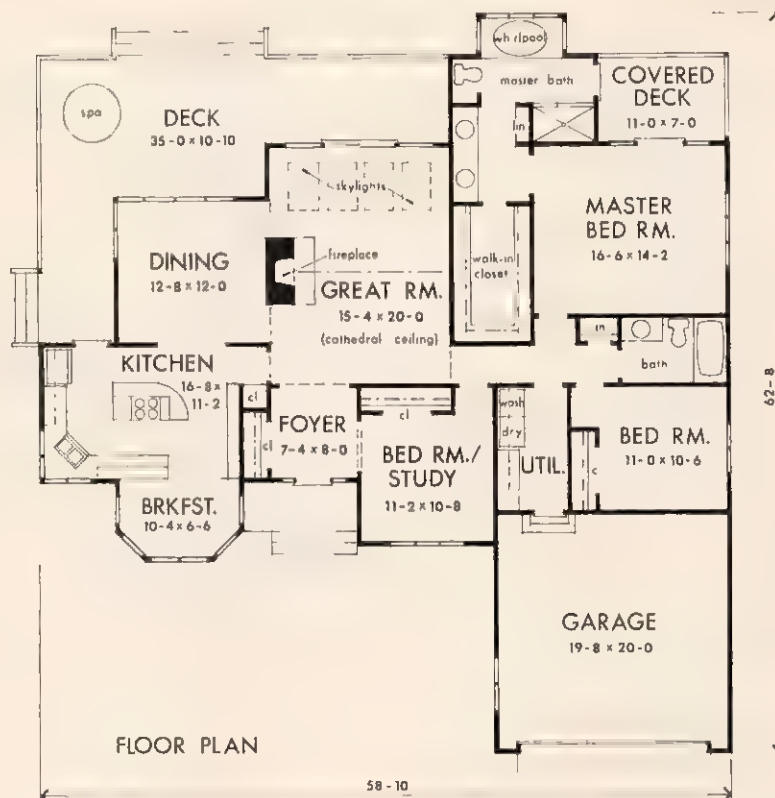 whirlpool
master bath
COVERED
DECK
11-0 x 7-0
spa
DECK
35-0 x 10-10
lin
skylights
MASTER
BED RM.
16-6 x 14-2
DINING
12-8 x 12-0
fireplace
walk-in
closet
GREAT RM.
15-4 x 20-0
(cathedral ceiling)
lin
bath
KITCHEN
16-8 x
11-2
cl
cl
FOYER
7-4 x 8-0
cl
BED RM./
STUDY
11-2 x 10-8
wash
dry
UTIL.
BED RM.
11-0 x 10-6
BRKFST.
10-4 x 6-6
GARAGE
19-8 x 20-0
FLOOR PLAN
58-10
62-8